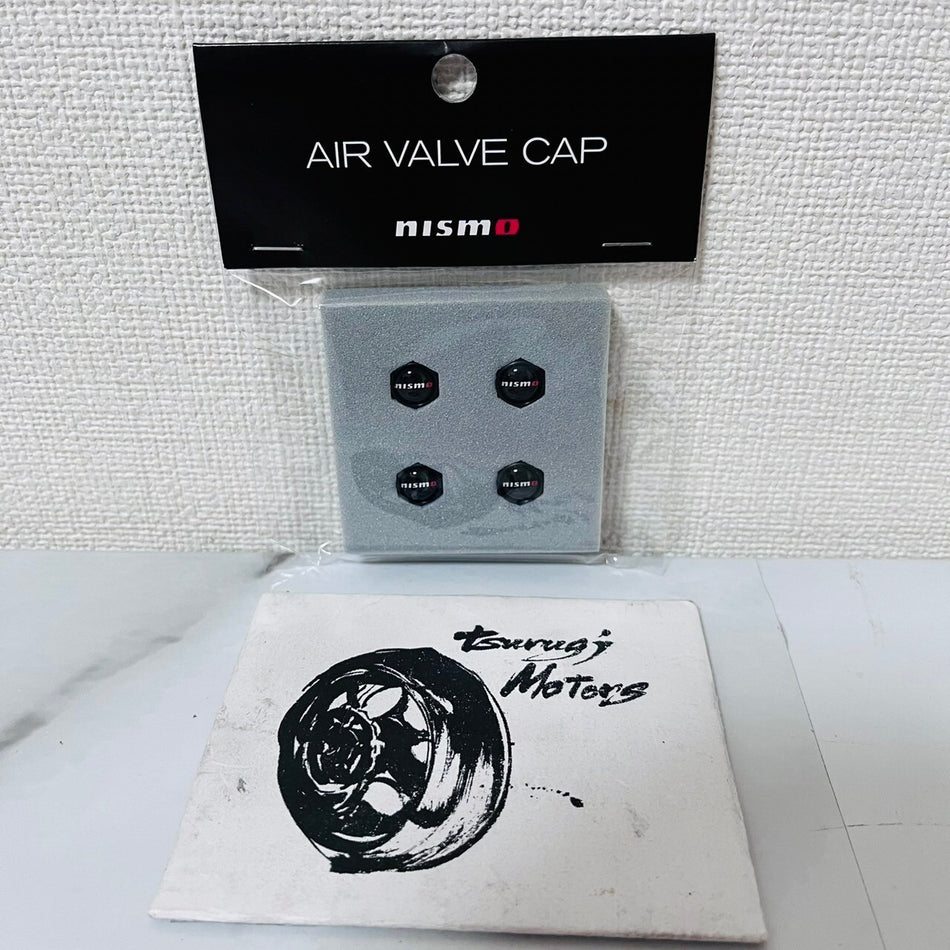 AIR VALVE CAP
nismo
nismo nismo
nismo nismo
tsurugi
Motors